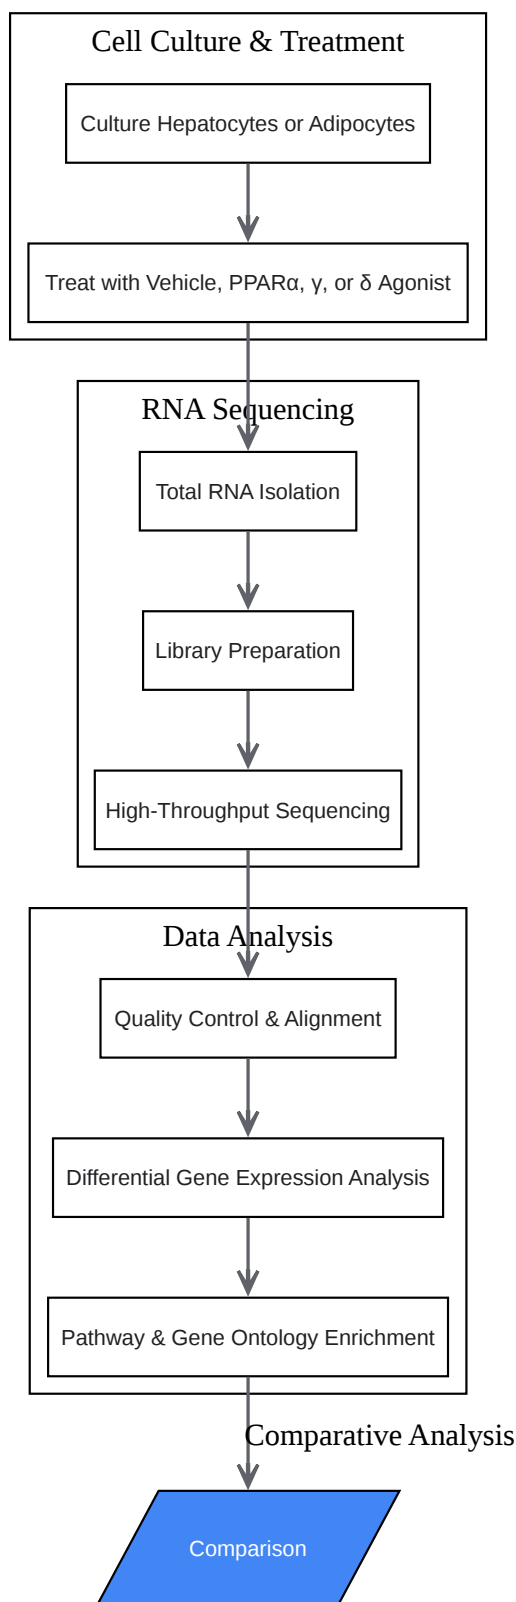 Cell Culture & Treatment
Culture Hepatocytes or Adipocytes
Treat with Vehicle, PPARα, γ, or δ Agonist
RNA Sequencing
Total RNA Isolation
Library Preparation
High-Throughput Sequencing
Data Analysis
Quality Control & Alignment
Differential Gene Expression Analysis
Pathway & Gene Ontology Enrichment
Comparative Analysis
Comparison